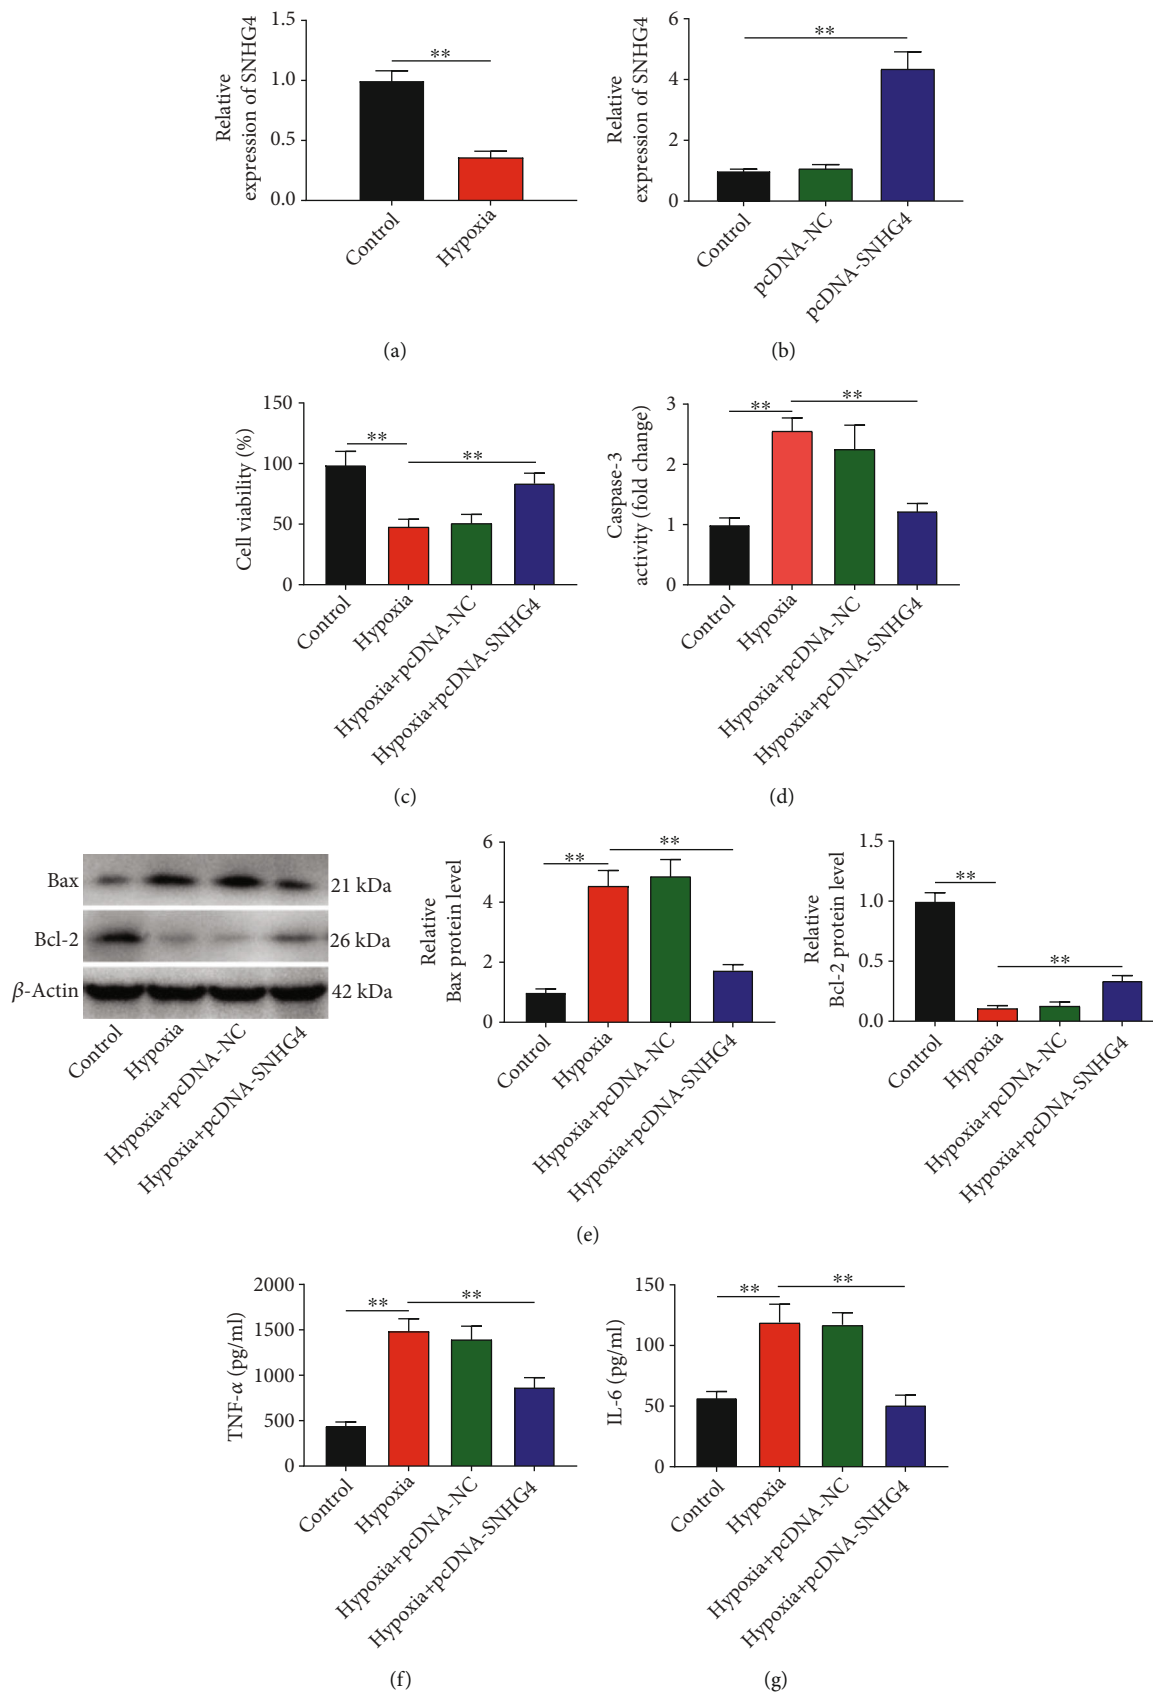 Relative
expression of SNHG4
1.5
1.0
0.5
0.0
**
Control
Hypoxia
(a)
Relative
expression of SNHG4
6
4
2
0
**
Control
pcDNA-NC
pcDNA-SNHG4
(b)
Cell viability (%)
150
100
50
0
**
**
Control
Hypoxia
Hypoxia+pcDNA-NC
Hypoxia+pcDNA-SNHG4
(c)
Caspase-3
activity (fold change)
3
2
1
0
**
**
Control
Hypoxia
Hypoxia+pcDNA-NC
Hypoxia+pcDNA-SNHG4
(d)
Bax
21 kDa
Bcl-2
26 kDa
β-Actin
42 kDa
Control
Hypoxia
Hypoxia+pcDNA-NC
Hypoxia+pcDNA-SNHG4
Relative
Bax protein level
6
4
2
0
**
**
Control
Hypoxia
Hypoxia+pcDNA-NC
Hypoxia+pcDNA-SNHG4
Relative
Bcl-2 protein level
1.5
1.0
0.5
0.0
**
**
Control
Hypoxia
Hypoxia+pcDNA-NC
Hypoxia+pcDNA-SNHG4
(e)
TNF-α (pg/ml)
2000
1500
1000
500
0
**
**
Control
Hypoxia
Hypoxia+pcDNA-NC
Hypoxia+pcDNA-SNHG4
(f)
IL-6 (pg/ml)
150
100
50
0
**
**
Control
Hypoxia
Hypoxia+pcDNA-NC
Hypoxia+pcDNA-SNHG4
(g)